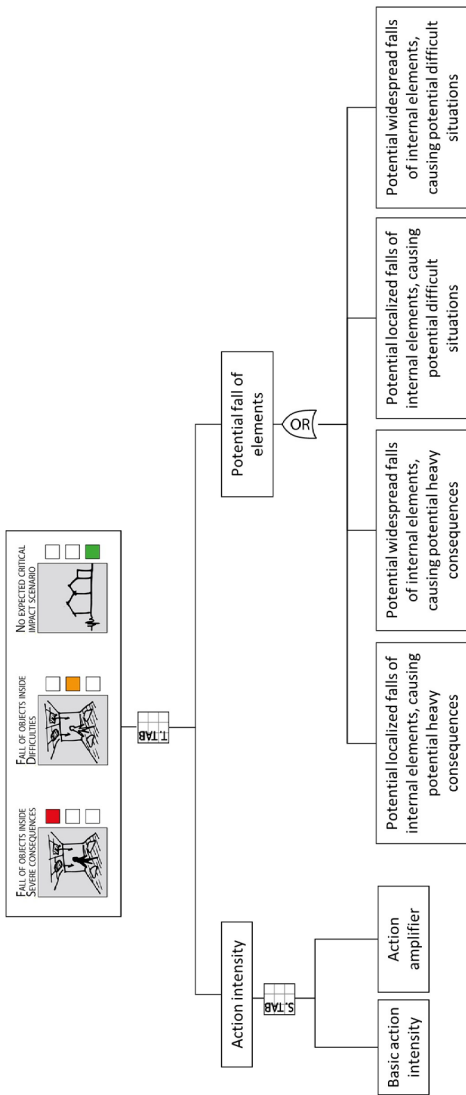 FALL OF OBJECTS INSIDE
SEVERE CONSEQUENCES
FALL OF OBJECTS INSIDE
DIFFICULTIES
NO EXPECTED CRITICAL
IMPACT SCENARIO
T. TAB
Action intensity
Potential fall of
elements
S. TAB
OR
Basic action
intensity
Action
amplifier
Potential localized falls of
internal elements, causing
potential heavy
consequences
Potential widespread falls
of internal elements,
causing potential heavy
consequences
Potential localized falls of
internal elements, causing
potential difficult
situations
Potential widespread falls
of internal elements,
causing potential difficult
situations